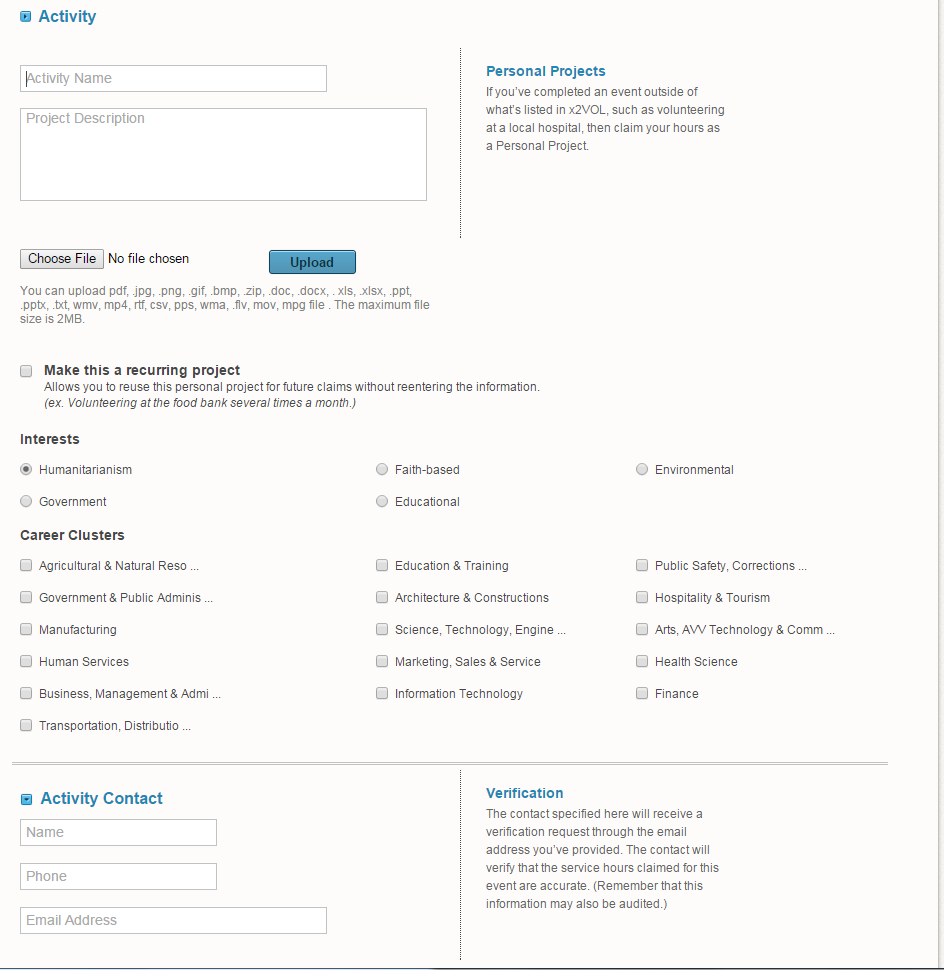 Activity
Activity Name
Project Description
Personal Projects
If you've completed an event outside of
what's listed in x2VOL, such as volunteering
at a local hospital, then claim your hours as
a Personal Project.
Choose File No file chosen
Upload
You can upload pdf, .jpg, .png, .gif, .bmp, .zip, .doc, .docx, . xls, .xlsx, .ppt,
.pptx, .txt, wmv, mp4, rtf, csv, pps, wma, .flv, mov, mpg file . The maximum file
size is 2MB.
Make this a recurring project
Allows you to reuse this personal project for future claims without reentering the information.
(ex. Volunteering at the food bank several times a month.)
Interests
Humanitarianism Faith-based Environmental
Government Educational
Career Clusters
Agricultural & Natural Reso ... Education & Training Public Safety, Corrections ...
Government & Public Adminis ... Architecture & Constructions Hospitality & Tourism
Manufacturing Science, Technology, Engine ... Arts, A/V Technology & Comm ...
Human Services Marketing, Sales & Service Health Science
Business, Management & Admi ... Information Technology Finance
Transportation, Distributio ...
Activity Contact
Name
Phone
Email Address
Verification
The contact specified here will receive a
verification request through the email
address you've provided. The contact will
verify that the service hours claimed for this
event are accurate. (Remember that this
information may also be audited.)